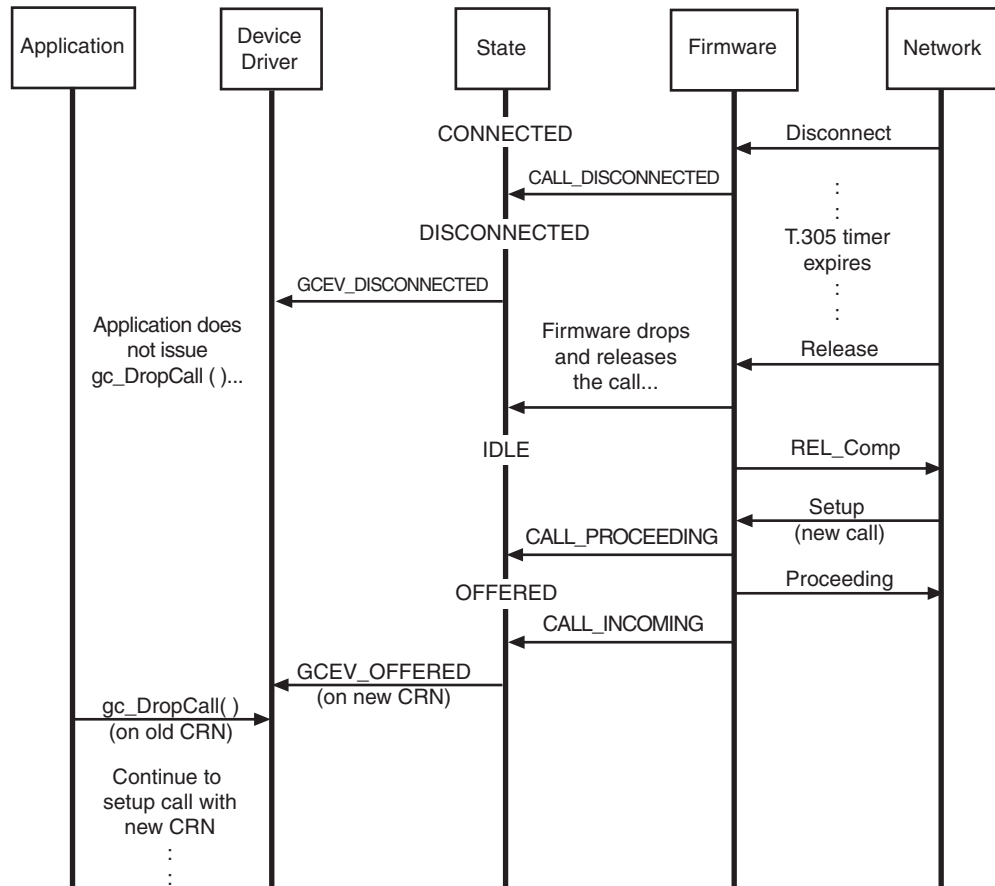 Application
Device
Driver
State
Firmware
Network
CONNECTED
Disconnect
CALL_DISCONNECTED
:
:
DISCONNECTED
T.305 timer
expires
GCEV_DISCONNECTED
:
:
Application does
not issue
gc_DropCall ( )...
Firmware drops
and releases
the call...
Release
IDLE
REL_Comp
Setup
(new call)
CALL_PROCEEDING
Proceeding
OFFERED
CALL_INCOMING
GCEV_OFFERED
(on new CRN)
gc_DropCall( )
(on old CRN)
Continue to
setup call with
new CRN
:
: